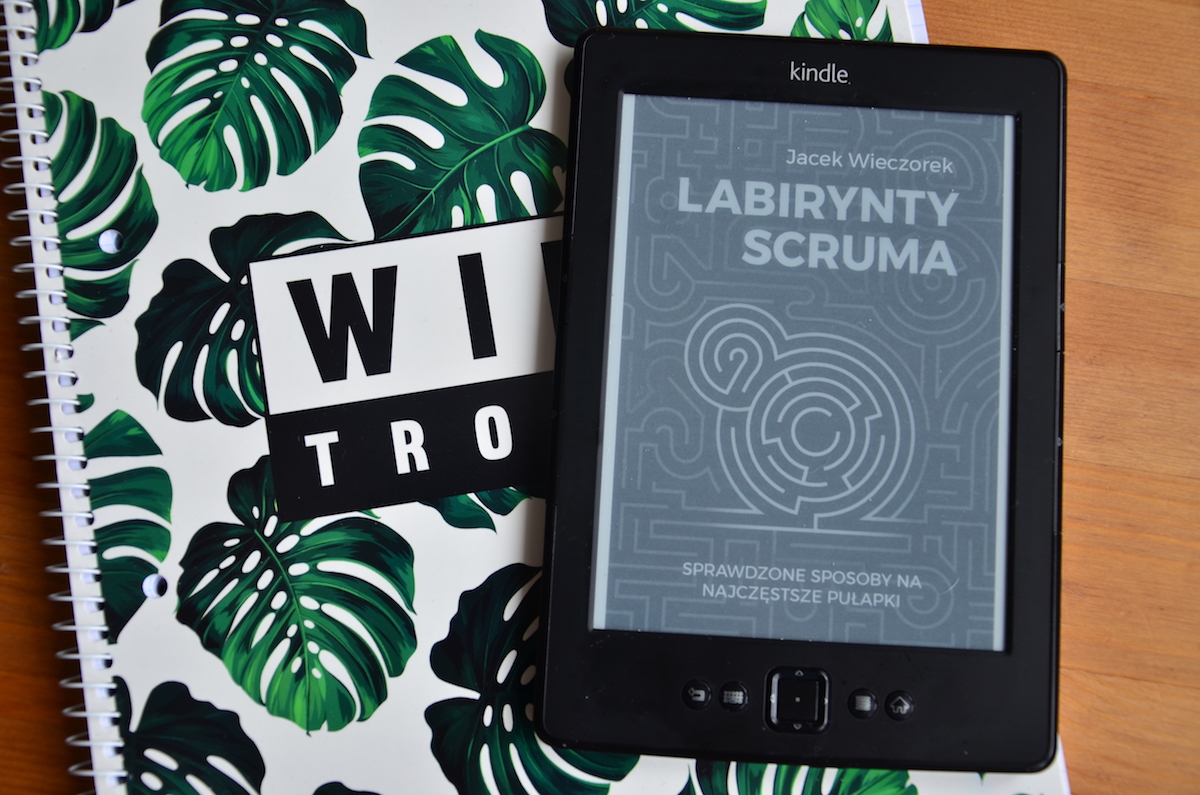 WI
TRO
kindle
Jacek Wieczorek
LABIRYNTY
SCRUMA
SPRAWDZONE SPOSOBY NA
NAJCZĘSTSZE PUŁAPKI